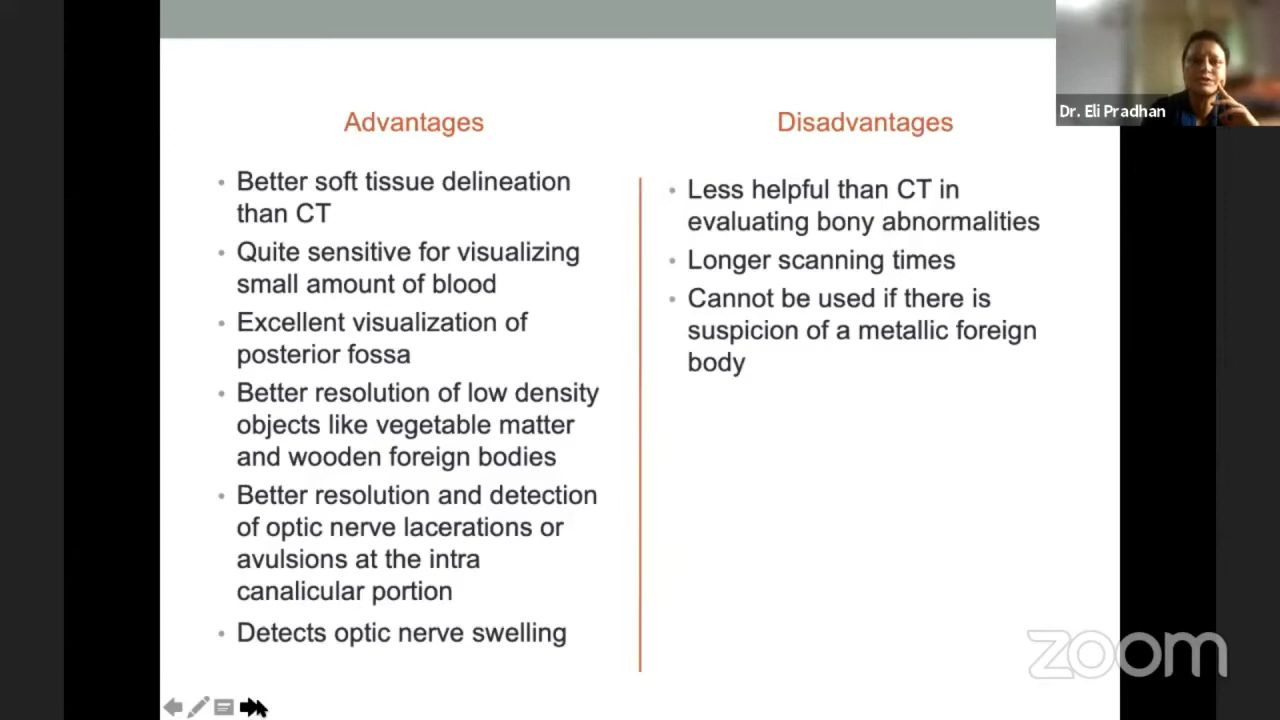 Advantages
Better soft tissue delineation
than CT
Quite sensitive for visualizing
small amount of blood
Excellent visualization of
posterior fossa
Better resolution of low density
objects like vegetable matter
and wooden foreign bodies
Better resolution and detection
of optic nerve lacerations or
avulsions at the intra
canalicular portion
Detects optic nerve swelling
Disadvantages
Less helpful than CT in
evaluating bony abnormalities
Longer scanning times
Cannot be used if there is
suspicion of a metallic foreign
body
Dr. Eli Pradhan
zoom